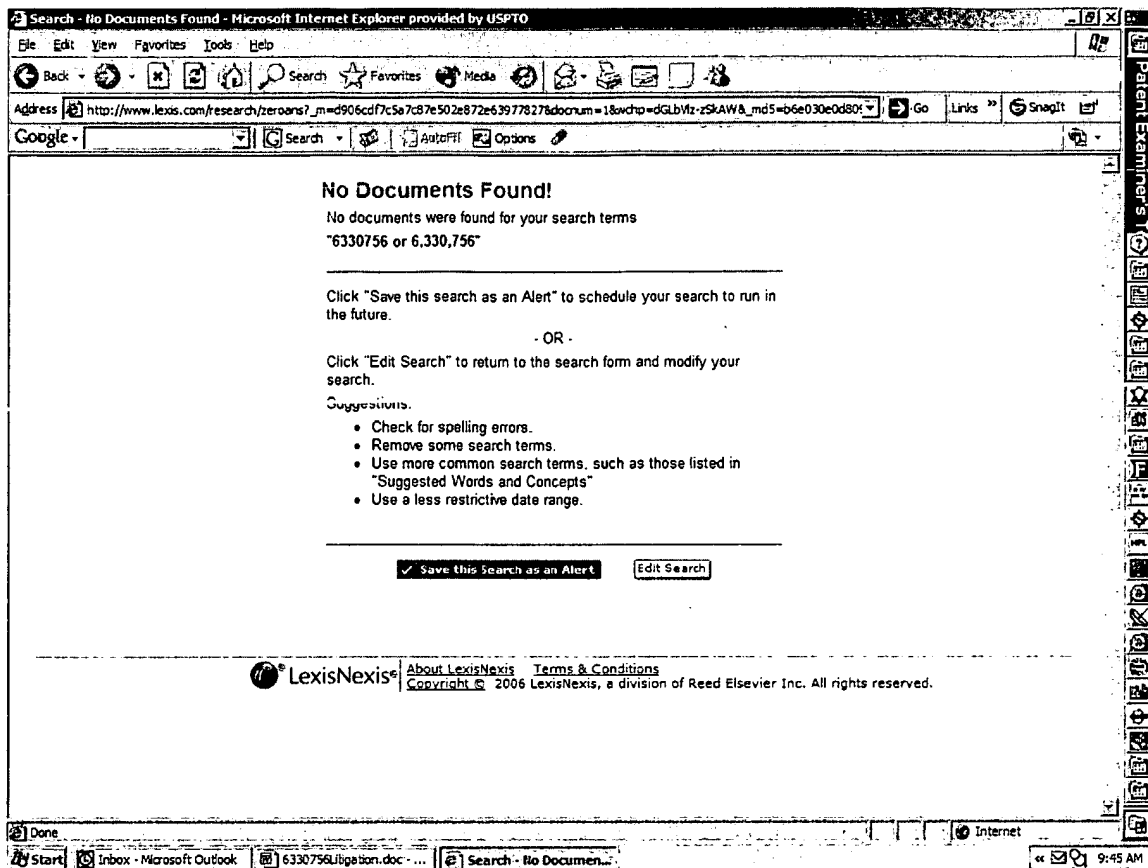 Search - No Documents Found - Microsoft Internet Explorer provided by USPTO
File Edit View Favorites Tools Help
Back Search Favorites Media
Address http://www.lexis.com/research/zeroans?_m=d906cdf7c5a7c87e502e872e63977827&docnum=1&wchp=dGLbVlz-zSkAW&_md5=b6e030e0d80 Go Links » SnagIt
Google Search AutoFill Options
Patent Examiner's T
No Documents Found!
No documents were found for your search terms
"6330756 or 6,330,756"
Click "Save this search as an Alert" to schedule your search to run in
the future.
- OR -
Click "Edit Search" to return to the search form and modify your
search.
Suggestions:
• Check for spelling errors.
• Remove some search terms.
• Use more common search terms, such as those listed in
"Suggested Words and Concepts"
• Use a less restrictive date range.
✓ Save this Search as an Alert Edit Search
LexisNexis® About LexisNexis Terms & Conditions
Copyright © 2006 LexisNexis, a division of Reed Elsevier Inc. All rights reserved.
Done Internet
Start Inbox - Microsoft Outlook 6330756Litigation.doc - ... Search - No Documen... « 9:45 AM